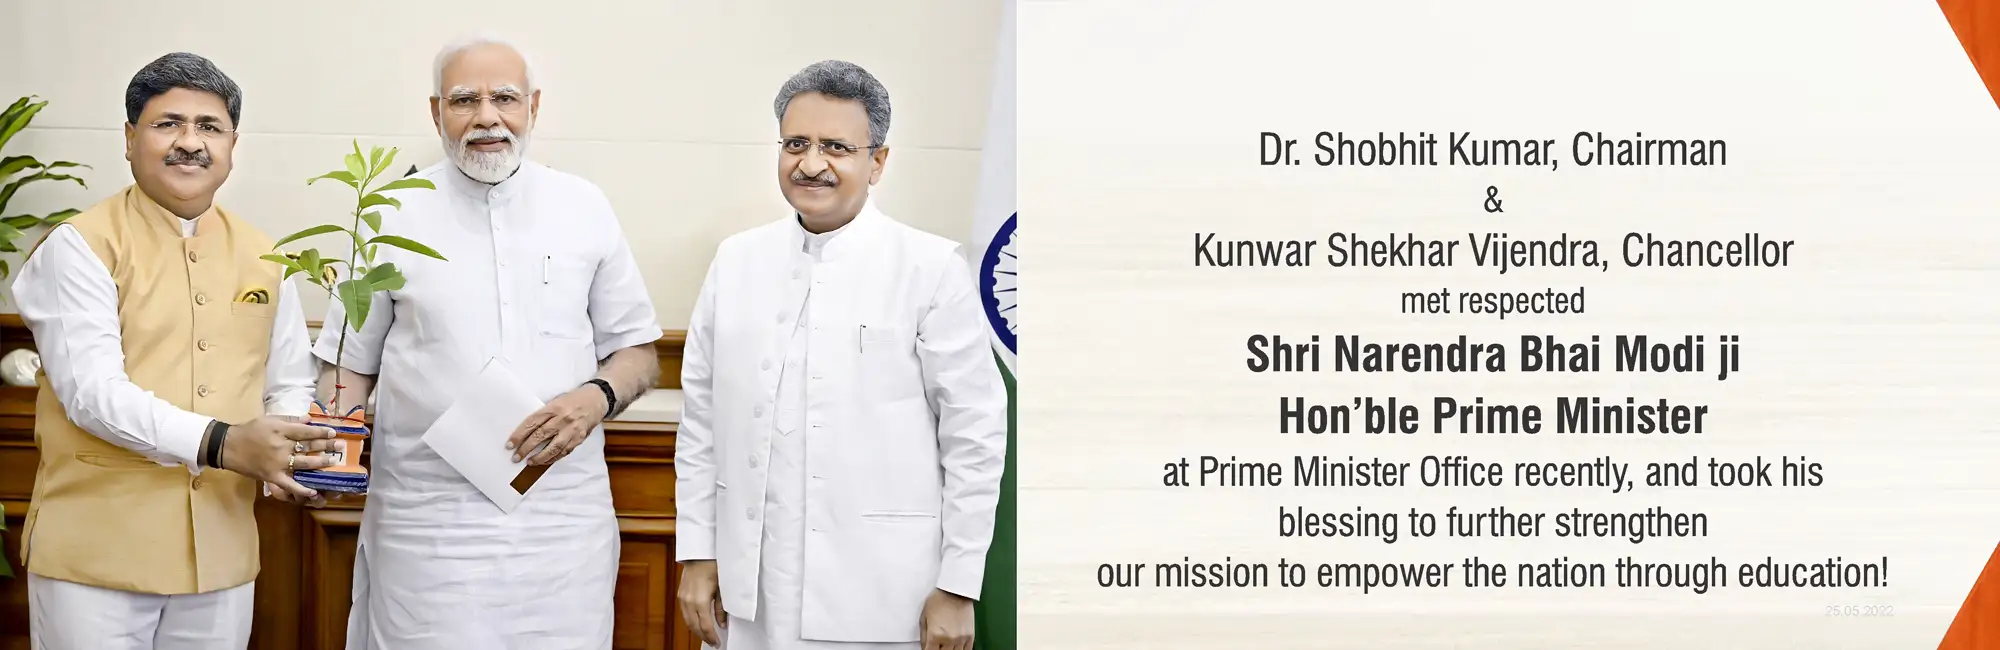 Dr. Shobhit Kumar, Chairman
&
Kunwar Shekhar Vijendra, Chancellor
met respected
Shri Narendra Bhai Modi ji
Hon’ble Prime Minister
at Prime Minister Office recently, and took his
blessing to further strengthen
our mission to empower the nation through education!
25.05.2022